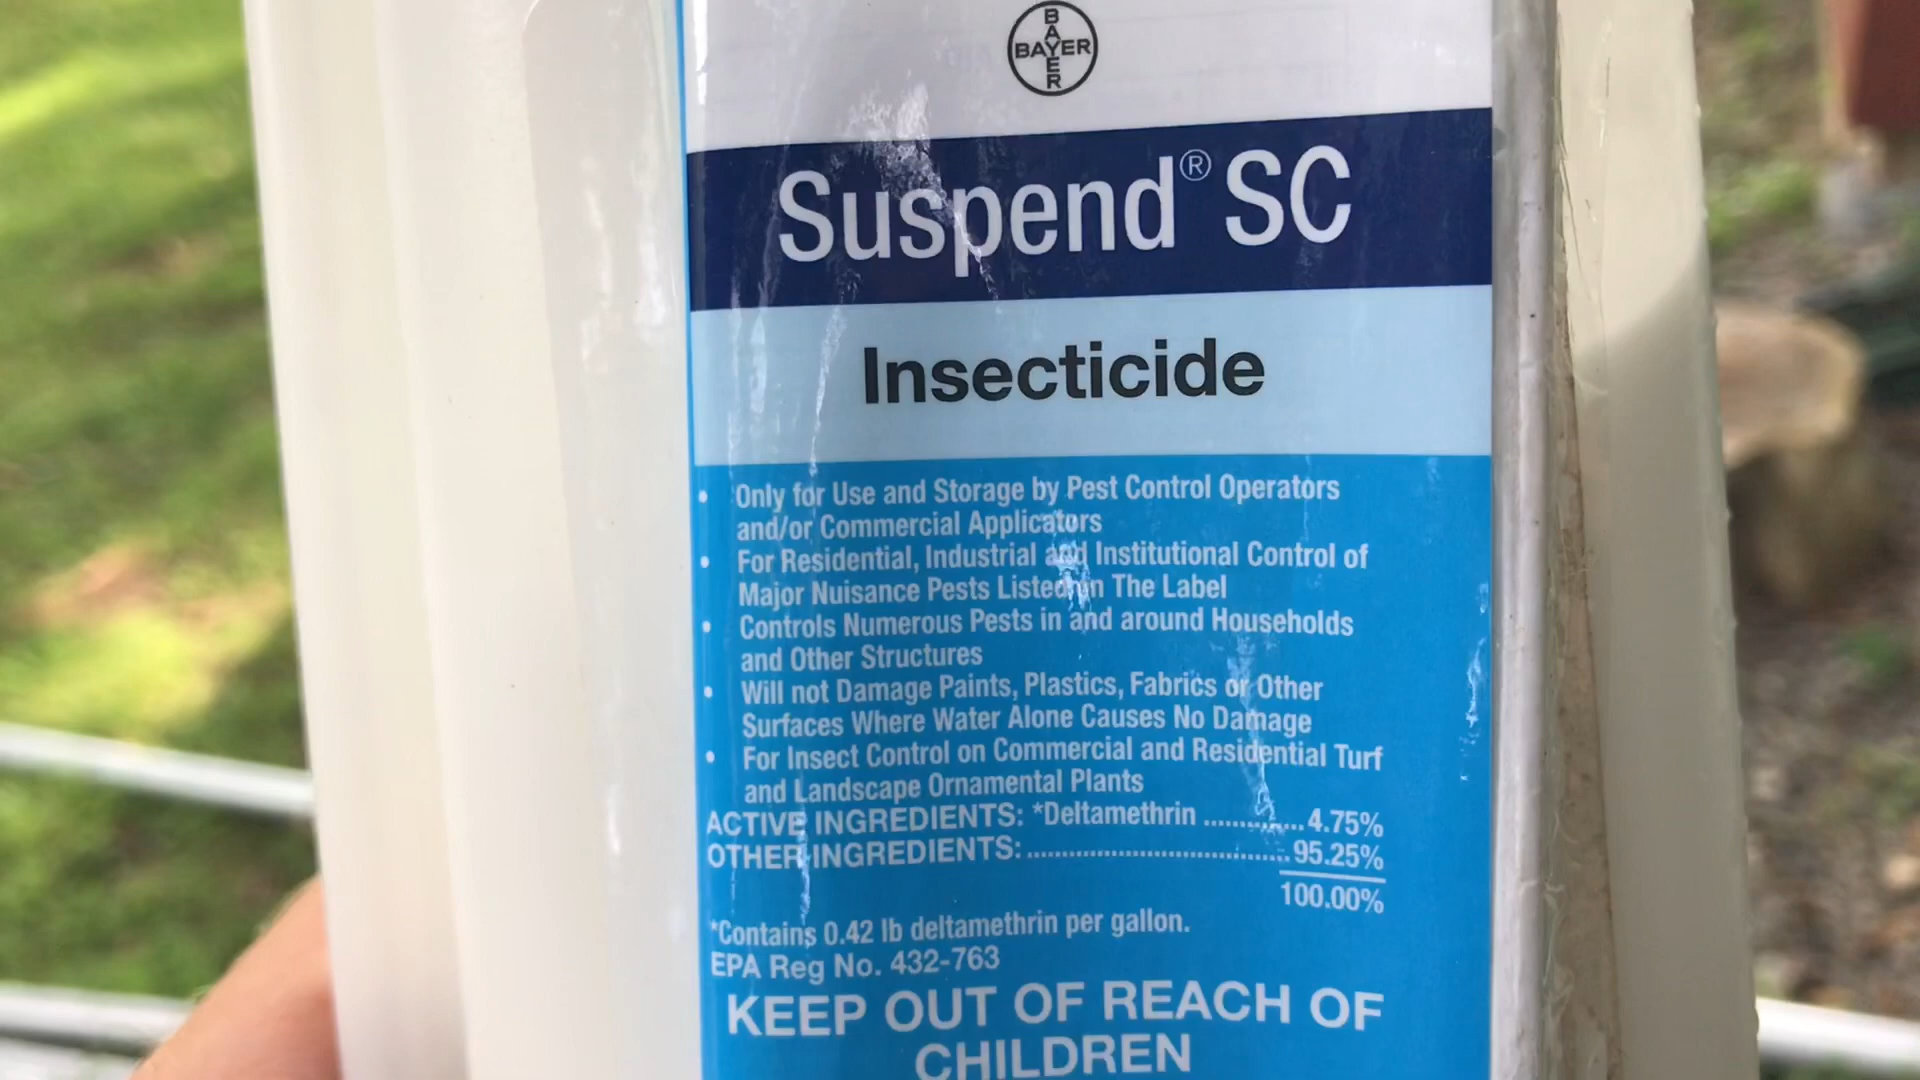 BAYER
BAYER
Suspend® SC
Insecticide
• Only for Use and Storage by Pest Control Operators
and/or Commercial Applicators
• For Residential, Industrial and Institutional Control of
Major Nuisance Pests Listed in The Label
• Controls Numerous Pests in and around Households
and Other Structures
• Will not Damage Paints, Plastics, Fabrics or Other
Surfaces Where Water Alone Causes No Damage
• For Insect Control on Commercial and Residential Turf
and Landscape Ornamental Plants
ACTIVE INGREDIENTS: *Deltamethrin .............. 4.75%
OTHER INGREDIENTS: ...................................... 95.25%
100.00%
*Contains 0.42 lb deltamethrin per gallon.
EPA Reg No. 432-763
KEEP OUT OF REACH OF
CHILDREN